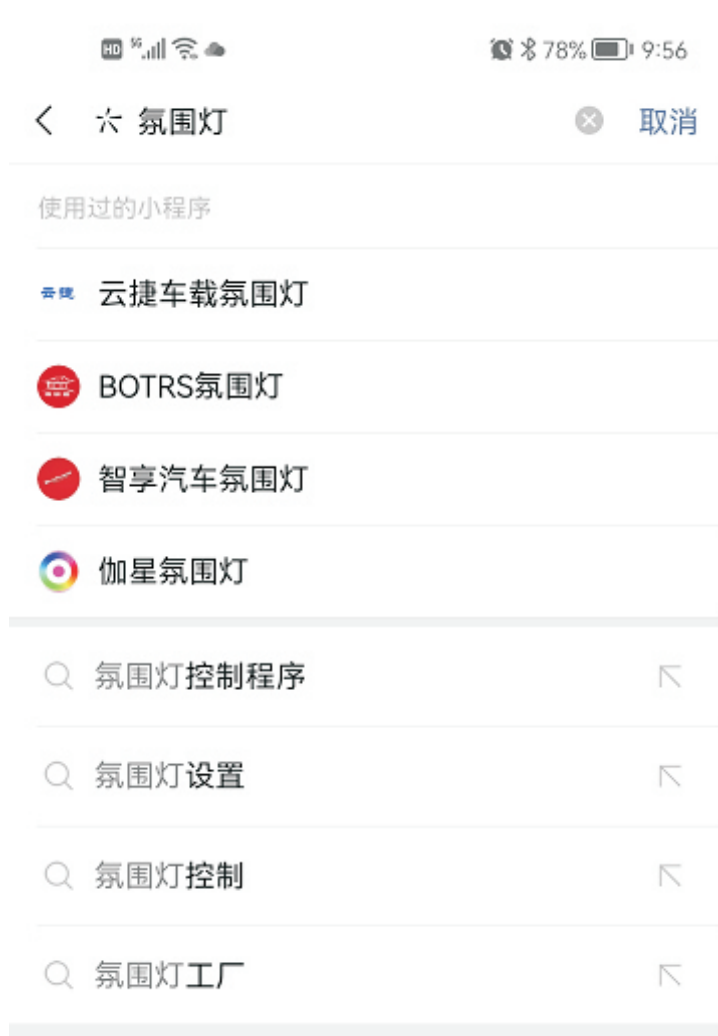 HD 5G 78% 9:56
氛围灯 取消
使用过的小程序
云捷 云捷车载氛围灯
BOTRS氛围灯
智享汽车氛围灯
伽星氛围灯
氛围灯控制程序
氛围灯设置
氛围灯控制
氛围灯工厂